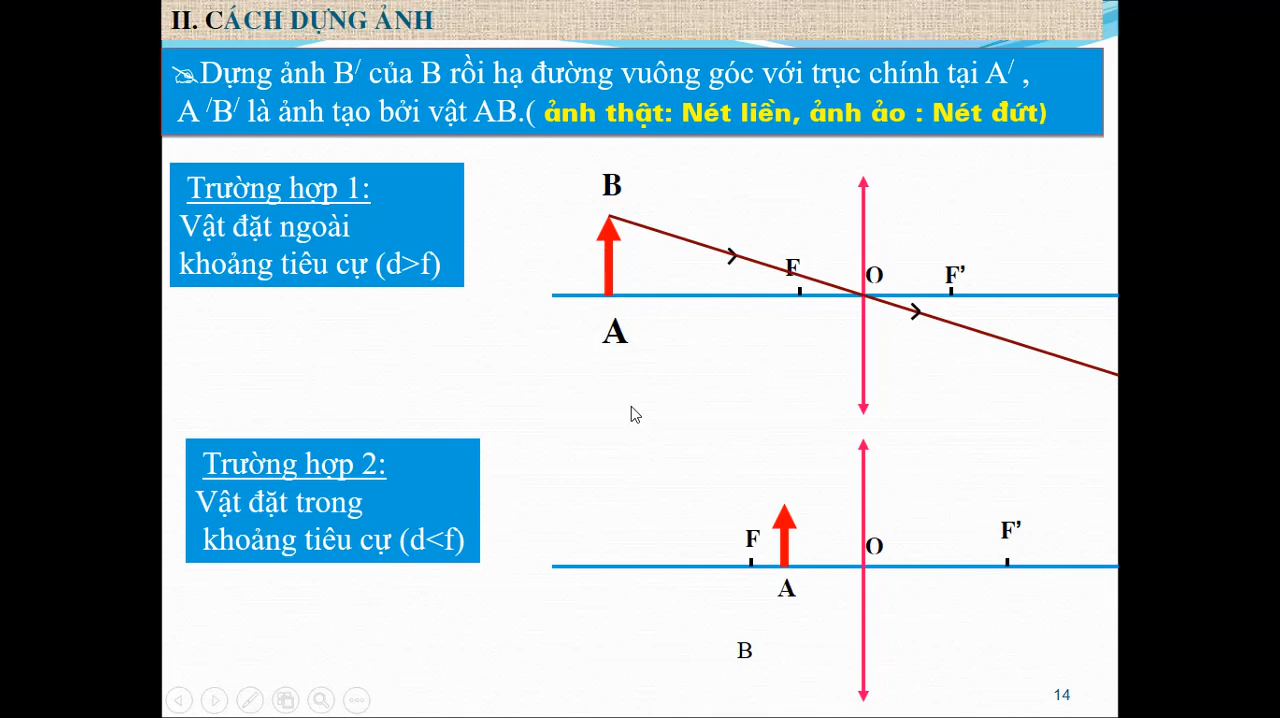 II. CÁCH DỰNG ẢNH
Dựng ảnh B/ của B rồi hạ đường vuông góc với trục chính tại A/ ,
A /B/ là ảnh tạo bởi vật AB.( ảnh thật: Nét liền, ảnh ảo : Nét đứt)
Trường hợp 1:
Vật đặt ngoài
khoảng tiêu cự (d>f)
B
F
O
F’
A
Trường hợp 2:
Vật đặt trong
khoảng tiêu cự (d<f)
F
O
F’
A
B
14